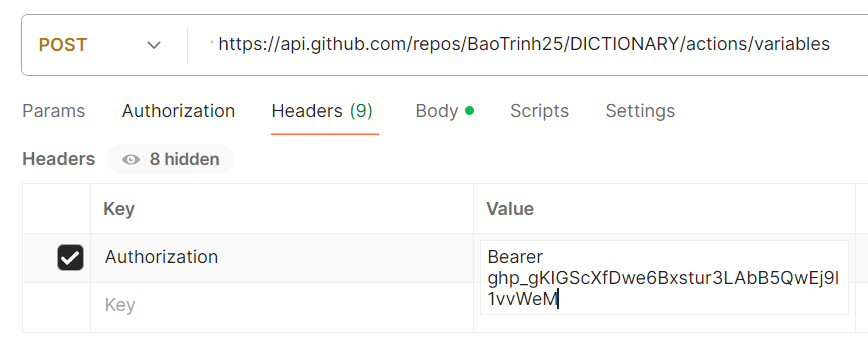 POST
https://api.github.com/repos/BaoTrinh25/DICTIONARY/actions/variables
Params Authorization Headers (9) Body Scripts Settings
Headers 8 hidden
Key Value
Authorization Bearer
Key